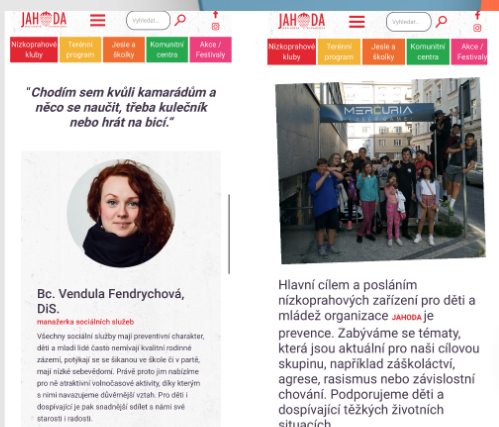 JAHODA
Vyhledat...
Nízkoprahové kluby
Terénní program
Jesle a školky
Komunitní centra
Akce / Festivaly
"Chodím sem kvůli kamarádům a
něco se naučit, třeba kulečník
nebo hrát na bicí."
Bc. Vendula Fendrychová,
DiS.
manažerka sociálních služeb
Všechny sociální služby mají preventivní charakter,
děti a mladí lidé často nemívají kvalitní rodinné
zázemí, potýkají se se šikanou ve škole či v partě,
mají nízké sebevědomí. Právě proto jim nabízíme
pro ně atraktivní volnočasové aktivity, díky kterým
s nimi navazujeme důvěrnější vztah. Pro děti i
dospívající je pak snadnější sdílet s námi své
starosti i radosti.
JAHODA
Vyhledat...
Nízkoprahové kluby
Terénní program
Jesle a školky
Komunitní centra
Akce / Festivaly
MERCURIA
Hlavní cílem a posláním
nízkoprahových zařízení pro děti a
mládež organizace JAHODA je
prevence. Zabýváme se tématy,
která jsou aktuální pro naši cílovou
skupinu, například záškoláctví,
agrese, rasismus nebo závislostní
chování. Podporujeme děti a
dospívající těžkých životních
situacích